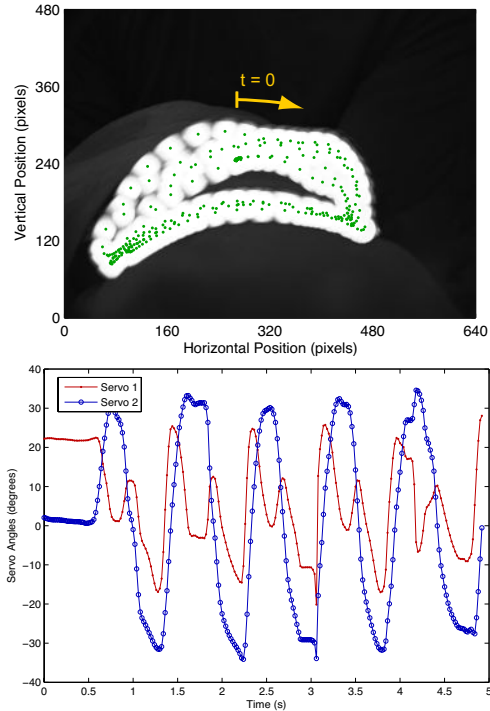 480
360
240
120
0
Vertical Position (pixels)
t = 0
0 160 320 480 640
Horizontal Position (pixels)
40
30
20
10
0
−10
−20
−30
−40
Servo Angles (degrees)
Servo 1
Servo 2
0 0.5 1 1.5 2 2.5 3 3.5 4 4.5 5
Time (s)